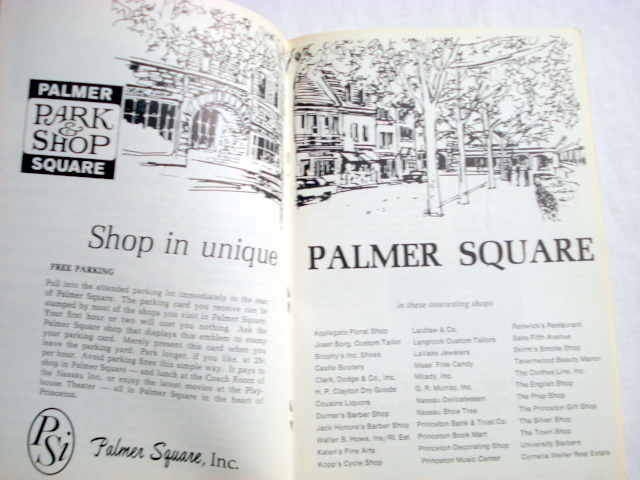 PALMER
PARK
&
SHOP
SQUARE
Shop in unique
FREE PARKING
Pull into the attended parking lot immediately to the rear
of Palmer Square. The parking card you receive can be
stamped by most of the shops you visit in Palmer Square.
Your first hour or two will cost you nothing. Ask the
Palmer Square shop that displays this emblem to stamp
your parking card. Merely present this card when you
leave the parking yard. Park longer, if you like, at 25c
per hour. Avoid parking fines this simple way. It pays to
shop in Palmer Square — and lunch at the Coach Room of
the Nassau Inn, or enjoy the latest movies at the Play-
house Theater — all in Palmer Square in the heart of
Princeton.
PSi
Palmer Square, Inc.
PALMER SQUARE
in these interesting shops
Applegate Floral Shop
Josef Borg, Custom Tailor
Brophy's Inc. Shoes
Castle Bootery
Clark, Dodge & Co., Inc.
H. P. Clayton Dry Goods
Cousins Liquors
Durner's Barber Shop
Jack Honore's Barber Shop
Walter B. Howe, Ins/Rl. Est.
Kalen's Fine Arts
Kopp's Cycle Shop
Laidlaw & Co.
Langrock Custom Tailors
LaVake Jewelers
Maas' Fine Candy
Milady, Inc.
G. R. Murray, Inc.
Nassau Delicatessen
Nassau Shoe Tree
Princeton Bank & Trust Co.
Princeton Book Mart
Princeton Decorating Shop
Princeton Music Center
Renwick's Restaurant
Saks Fifth Avenue
Skirm's Smoke Shop
Tavernwood Beauty Manor
The Clothes Line, Inc.
The English Shop
The Prep Shop
The Princeton Gift Shop
The Silver Shop
The Town Shop
University Barbers
Cornelia Weller Real Estate